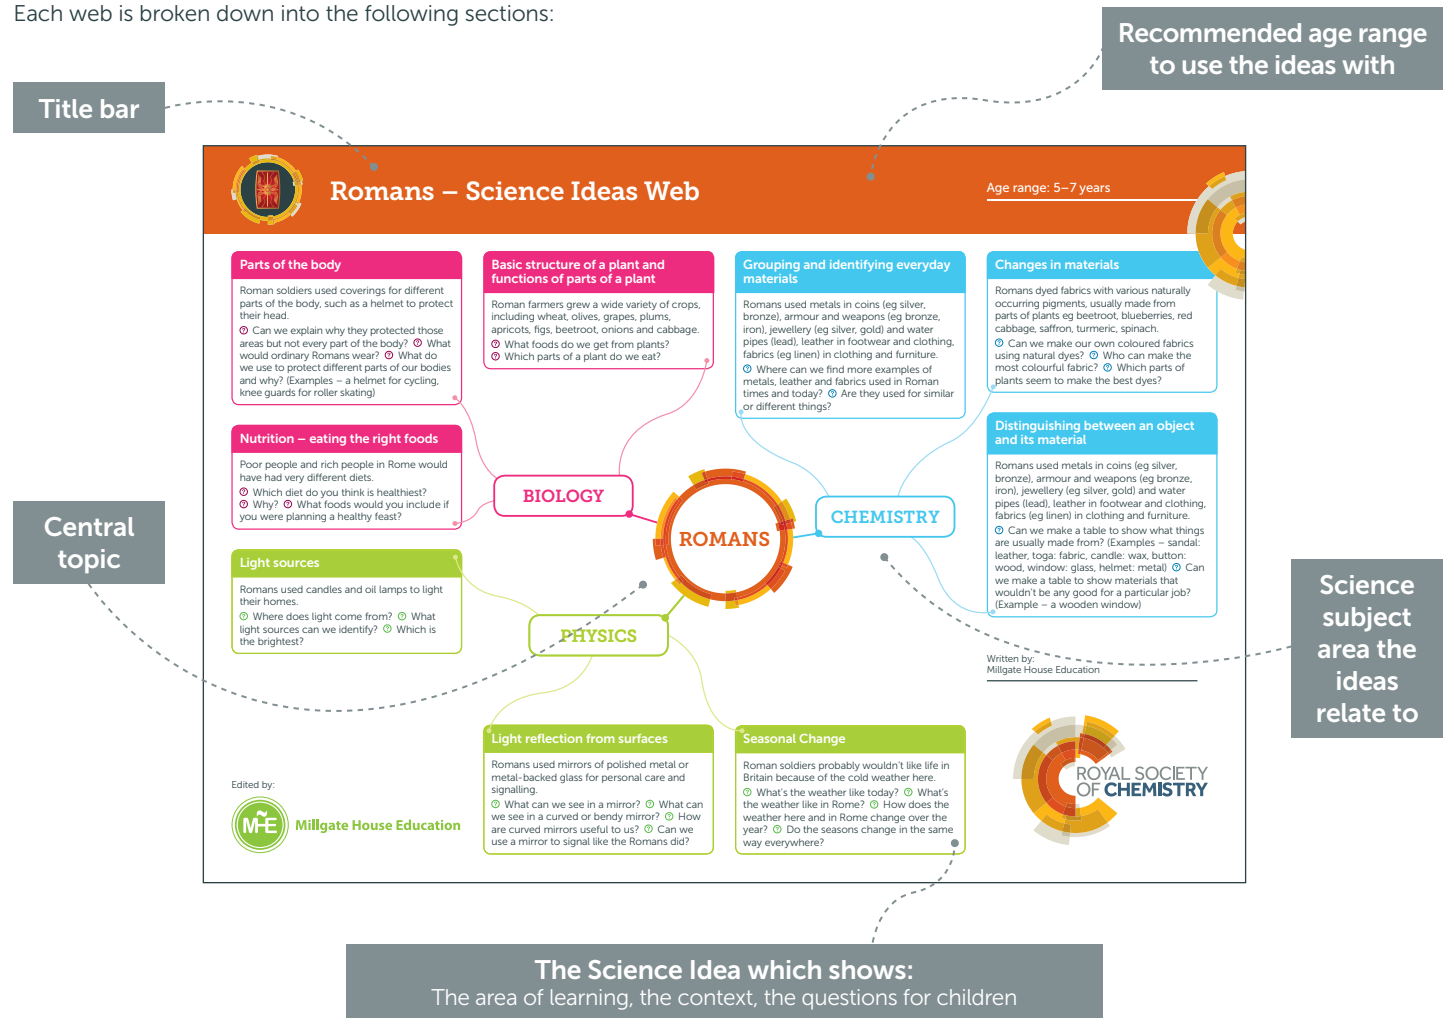 Each web is broken down into the following sections:
Recommended age range
to use the ideas with
Title bar
Romans – Science Ideas Web
Age range: 5–7 years
Parts of the body
Roman soldiers used coverings for different
parts of the body, such as a helmet to protect
their head.
Can we explain why they protected those
areas but not every part of the body? What
would ordinary Romans wear? What do
we use to protect different parts of our bodies
and why? (Examples – a helmet for cycling,
knee guards for roller skating)
Basic structure of a plant and
functions of parts of a plant
Roman farmers grew a wide variety of crops,
including wheat, olives, grapes, plums,
apricots, figs, beetroot, onions and cabbage.
What foods do we get from plants?
Which parts of a plant do we eat?
Grouping and identifying everyday
materials
Romans used metals in coins (eg silver,
bronze), armour and weapons (eg bronze,
iron), jewellery (eg silver, gold) and water
pipes (lead), leather in footwear and clothing,
fabrics (eg linen) in clothing and furniture.
Where can we find more examples of
metals, leather and fabrics used in Roman
times and today? Are they used for similar
or different things?
Changes in materials
Romans dyed fabrics with various naturally
occurring pigments, usually made from
parts of plants eg beetroot, blueberries, red
cabbage, saffron, turmeric, spinach.
Can we make our own coloured fabrics
using natural dyes? Who can make the
most colourful fabric? Which parts of
plants seem to make the best dyes?
Nutrition – eating the right foods
Poor people and rich people in Rome would
have had very different diets.
Which diet do you think is healthiest?
Why? What foods would you include if
you were planning a healthy feast?
Distinguishing between an object
and its material
Romans used metals in coins (eg silver,
bronze), armour and weapons (eg bronze,
iron), jewellery (eg silver, gold) and water
pipes (lead), leather in footwear and clothing,
fabrics (eg linen) in clothing and furniture.
Can we make a table to show what things
are usually made from? (Examples – sandal:
leather, toga: fabric, candle: wax, button:
wood, window: glass, helmet: metal) Can
we make a table to show materials that
wouldn't be any good for a particular job?
(Example – a wooden window)
BIOLOGY
CHEMISTRY
ROMANS
PHYSICS
Central
topic
Light sources
Romans used candles and oil lamps to light
their homes.
Where does light come from? What
light sources can we identify? Which is
the brightest?
Science
subject
area the
ideas
relate to
Written by:
Millgate House Education
Light reflection from surfaces
Romans used mirrors of polished metal or
metal-backed glass for personal care and
signalling.
What can we see in a mirror? What can
we see in a curved or bendy mirror? How
are curved mirrors useful to us? Can we
use a mirror to signal like the Romans did?
Seasonal Change
Roman soldiers probably wouldn't like life in
Britain because of the cold weather here.
What's the weather like today? What's
the weather like in Rome? How does the
weather here and in Rome change over the
year? Do the seasons change in the same
way everywhere?
Edited by:
MHE
Millgate House Education
ROYAL SOCIETY
OF CHEMISTRY
The Science Idea which shows:
The area of learning, the context, the questions for children